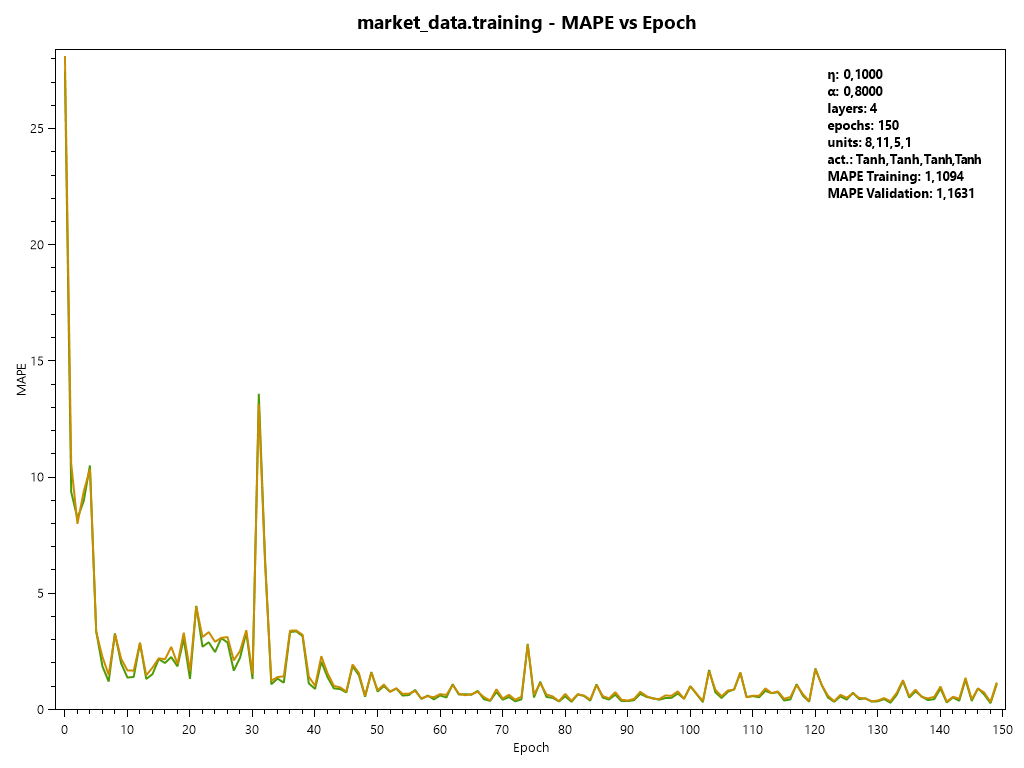 market_data.training - MAPE vs Epoch
η: 0,1000
α: 0,8000
layers: 4
epochs: 150
units: 8,11,5,1
act.: Tanh,Tanh,Tanh,Tanh
MAPE Training: 1,1094
MAPE Validation: 1,1631
25
20
15
10
5
0
MAPE
0 10 20 30 40 50 60 70 80 90 100 110 120 130 140 150
Epoch